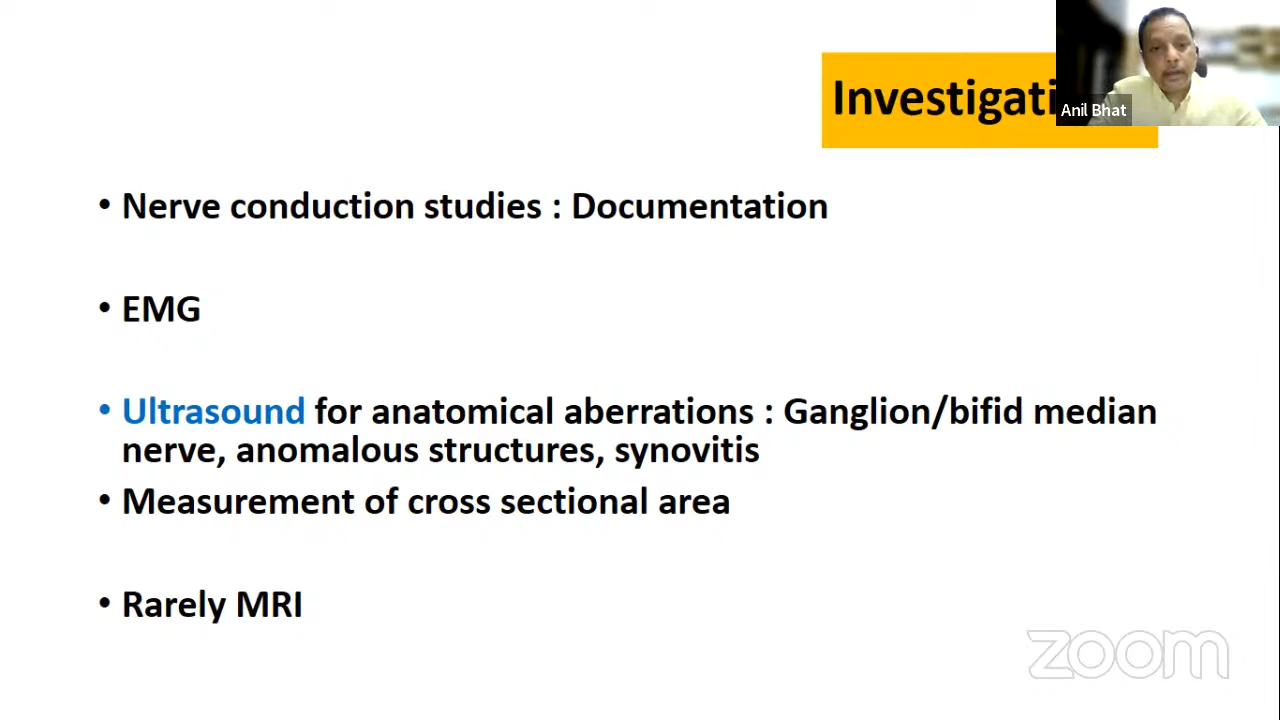 Investigati
Anil Bhat
• Nerve conduction studies : Documentation
• EMG
• Ultrasound for anatomical aberrations : Ganglion/bifid median
nerve, anomalous structures, synovitis
• Measurement of cross sectional area
• Rarely MRI
zoom